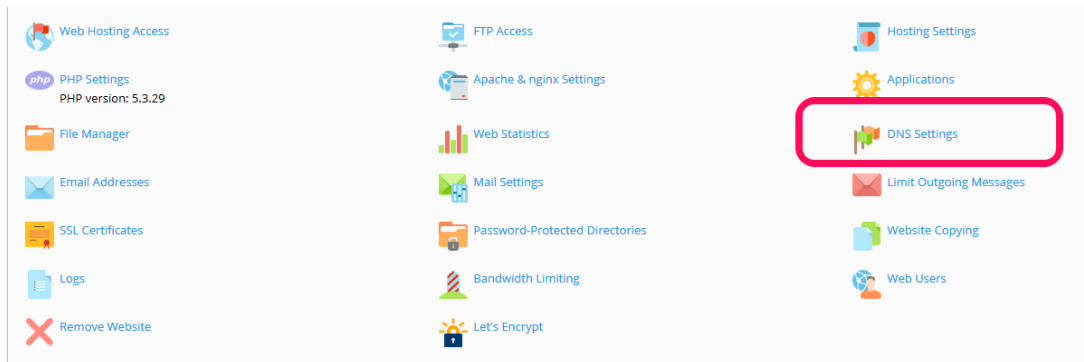 Web Hosting Access
FTP Access
Hosting Settings
php
PHP Settings
PHP version: 5.3.29
Apache & nginx Settings
Applications
File Manager
Web Statistics
DNS Settings
Email Addresses
Mail Settings
Limit Outgoing Messages
SSL Certificates
Password-Protected Directories
Website Copying
Logs
Bandwidth Limiting
Web Users
Remove Website
Let's Encrypt